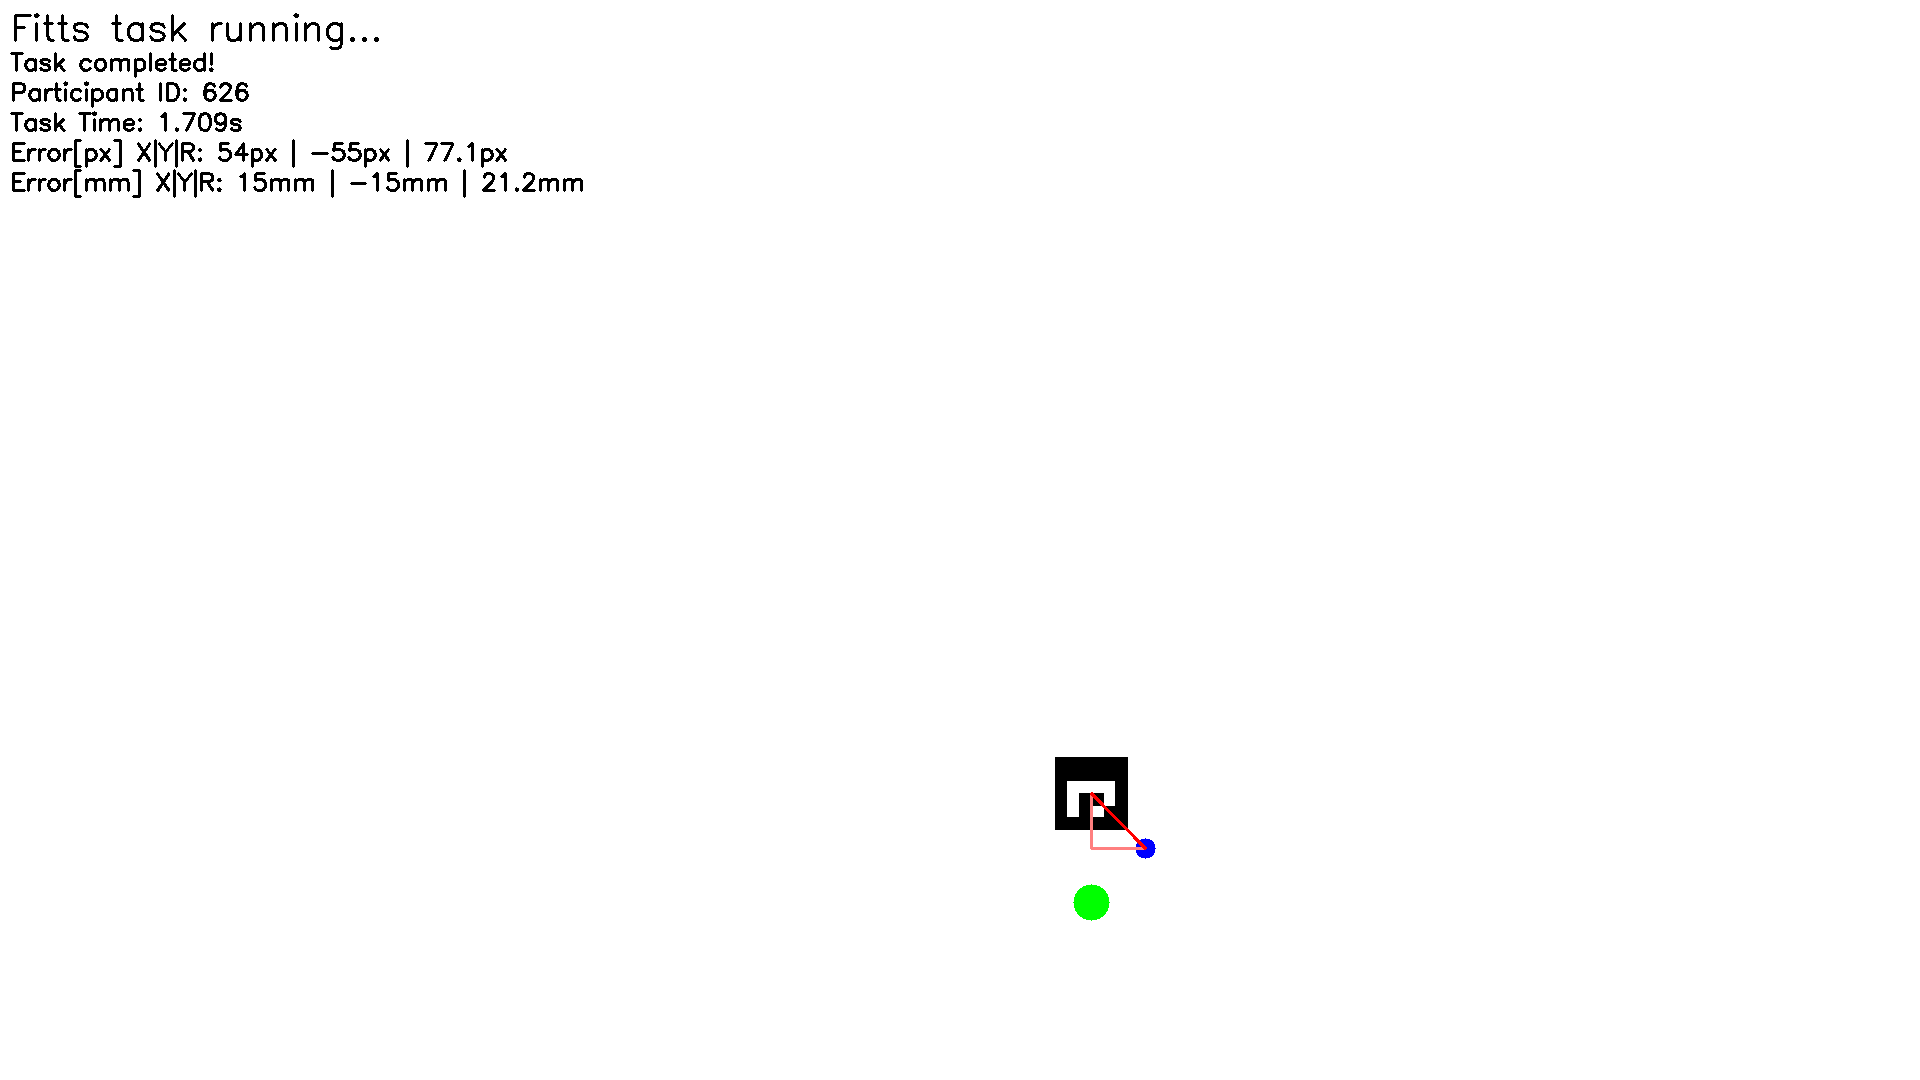 Fitts task running...
Task completed!
Participant ID: 626
Task Time: 1.709s
Error[px] X|Y|R: 54px | -55px | 77.1px
Error[mm] X|Y|R: 15mm | -15mm | 21.2mm